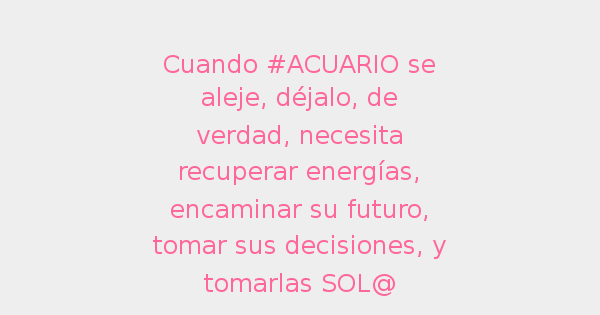 Cuando #ACUARIO se
aleje, déjalo, de
verdad, necesita
recuperar energías,
encaminar su futuro,
tomar sus decisiones, y
tomarlas SOL@